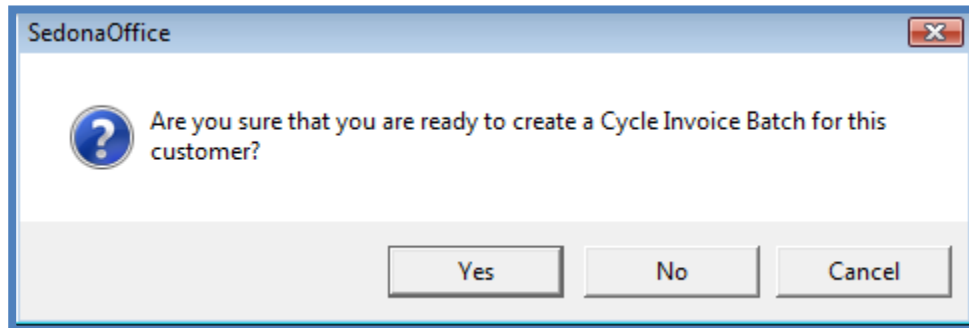 SedonaOffice
Are you sure that you are ready to create a Cycle Invoice Batch for this
customer?
Yes No Cancel